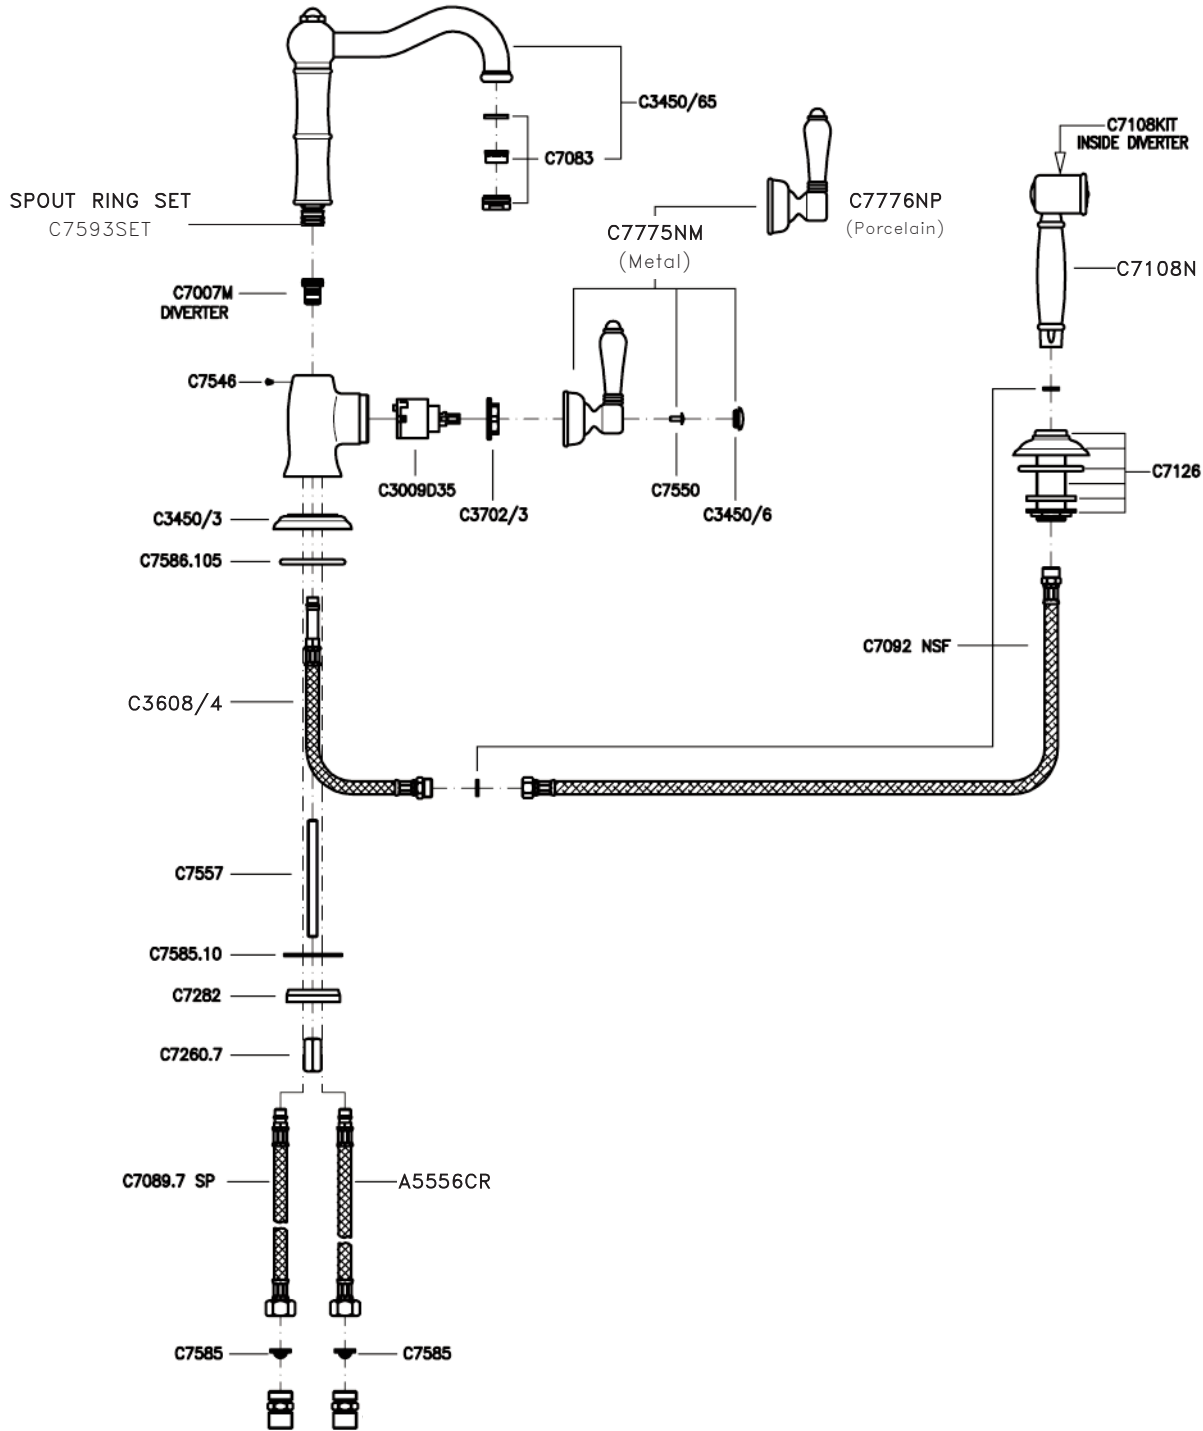 C3450/65
C7108KIT
INSIDE DIVERTER
C7083
SPOUT RING SET
C7593SET
C7776NP
(Porcelain)
C7775NM
(Metal)
C7108N
C7007M
DIVERTER
C7546
C7126
C3009D35
C7550
C3702/3
C3450/6
C3450/3
C7586.105
C7092 NSF
C3608/4
C7557
C7585.10
C7282
C7260.7
C7089.7 SP
A5556CR
C7585
C7585